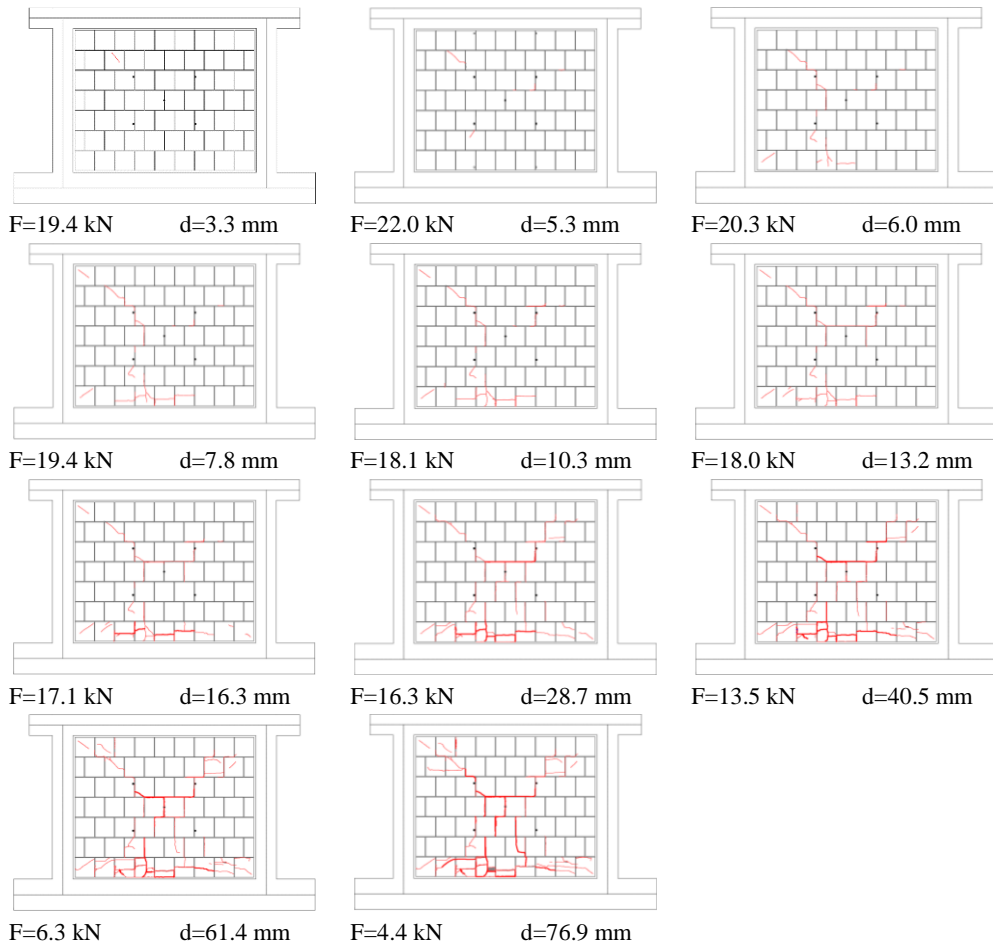 F=19.4 kN d=3.3 mm F=22.0 kN d=5.3 mm F=20.3 kN d=6.0 mm
F=19.4 kN d=7.8 mm F=18.1 kN d=10.3 mm F=18.0 kN d=13.2 mm
F=17.1 kN d=16.3 mm F=16.3 kN d=28.7 mm F=13.5 kN d=40.5 mm
F=6.3 kN d=61.4 mm F=4.4 kN d=76.9 mm